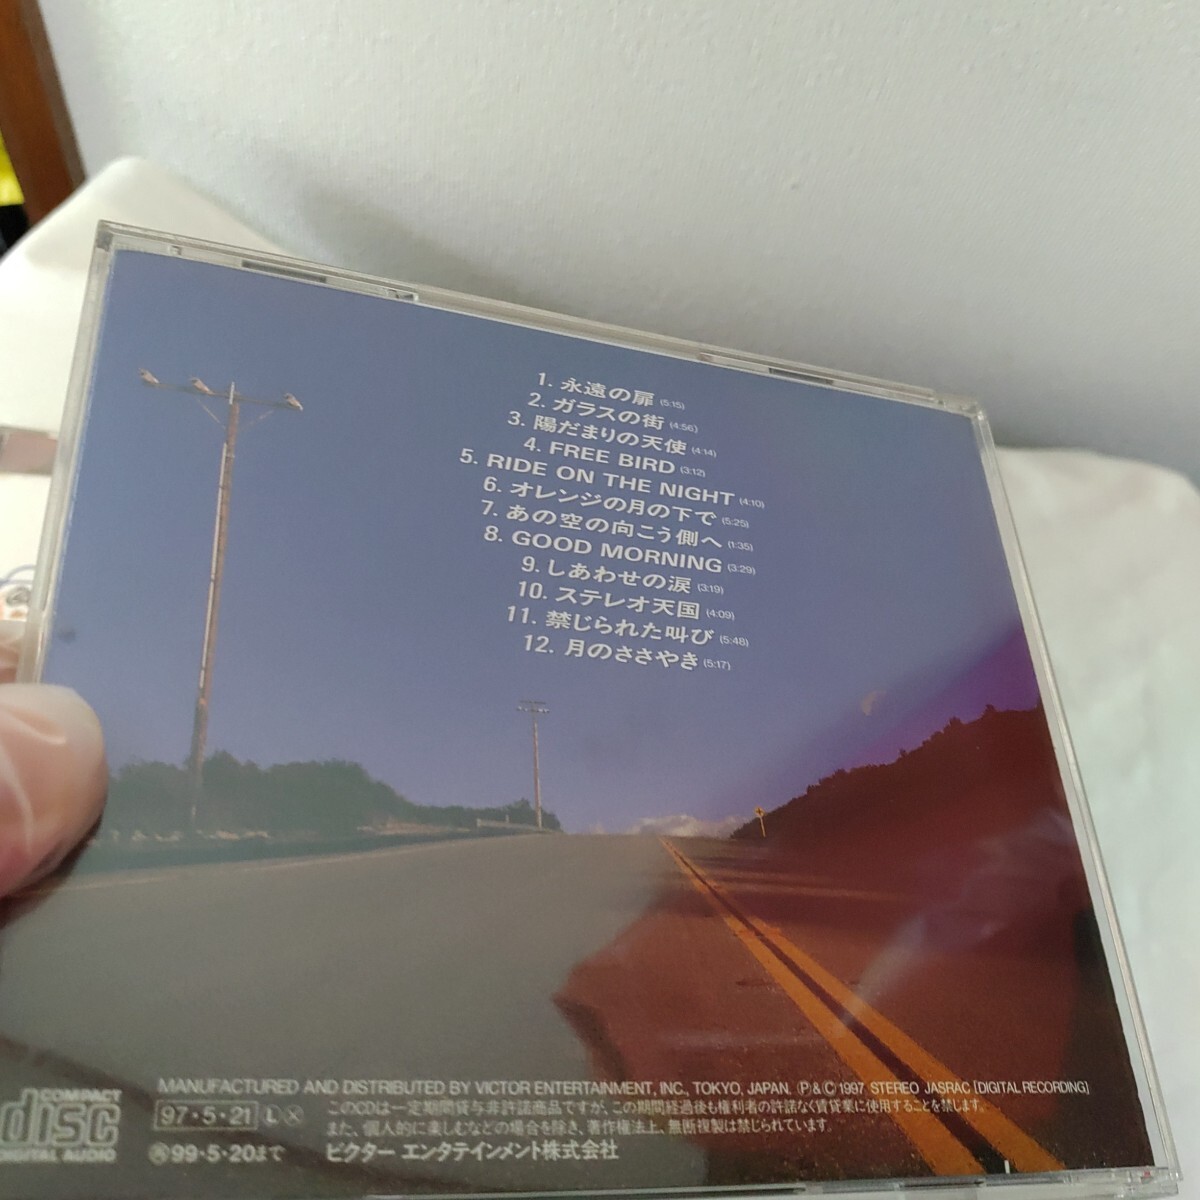 1. 永遠の扉 (5:15)
2. ガラスの街 (4:56)
3. 陽だまりの天使 (4:14)
4. FREE BIRD (3:12)
5. RIDE ON THE NIGHT (4:10)
6. オレンジの月の下で (5:25)
7. あの空の向こう側へ (1:35)
8. GOOD MORNING (3:29)
9. しあわせの涙 (3:19)
10. ステレオ天国 (4:09)
11. 禁じられた叫び (5:48)
12. 月のささやき (5:17)
MANUFACTURED AND DISTRIBUTED BY VICTOR ENTERTAINMENT, INC., TOKYO, JAPAN. Ⓟ&Ⓒ 1997 STEREO JASRAC [DIGITAL RECORDING]
COMPACT
disc
DIGITAL AUDIO
97・5・21 L X
このCDは一定期間貸与非許諾商品ですが、この期間経過後も権利者の許諾なく賃貸業に使用することを禁じます。
また、個人的に楽しむなどの場合を除き、著作権法上、無断複製は禁じられています。
再99・5・20まで ビクター エンタテインメント株式会社